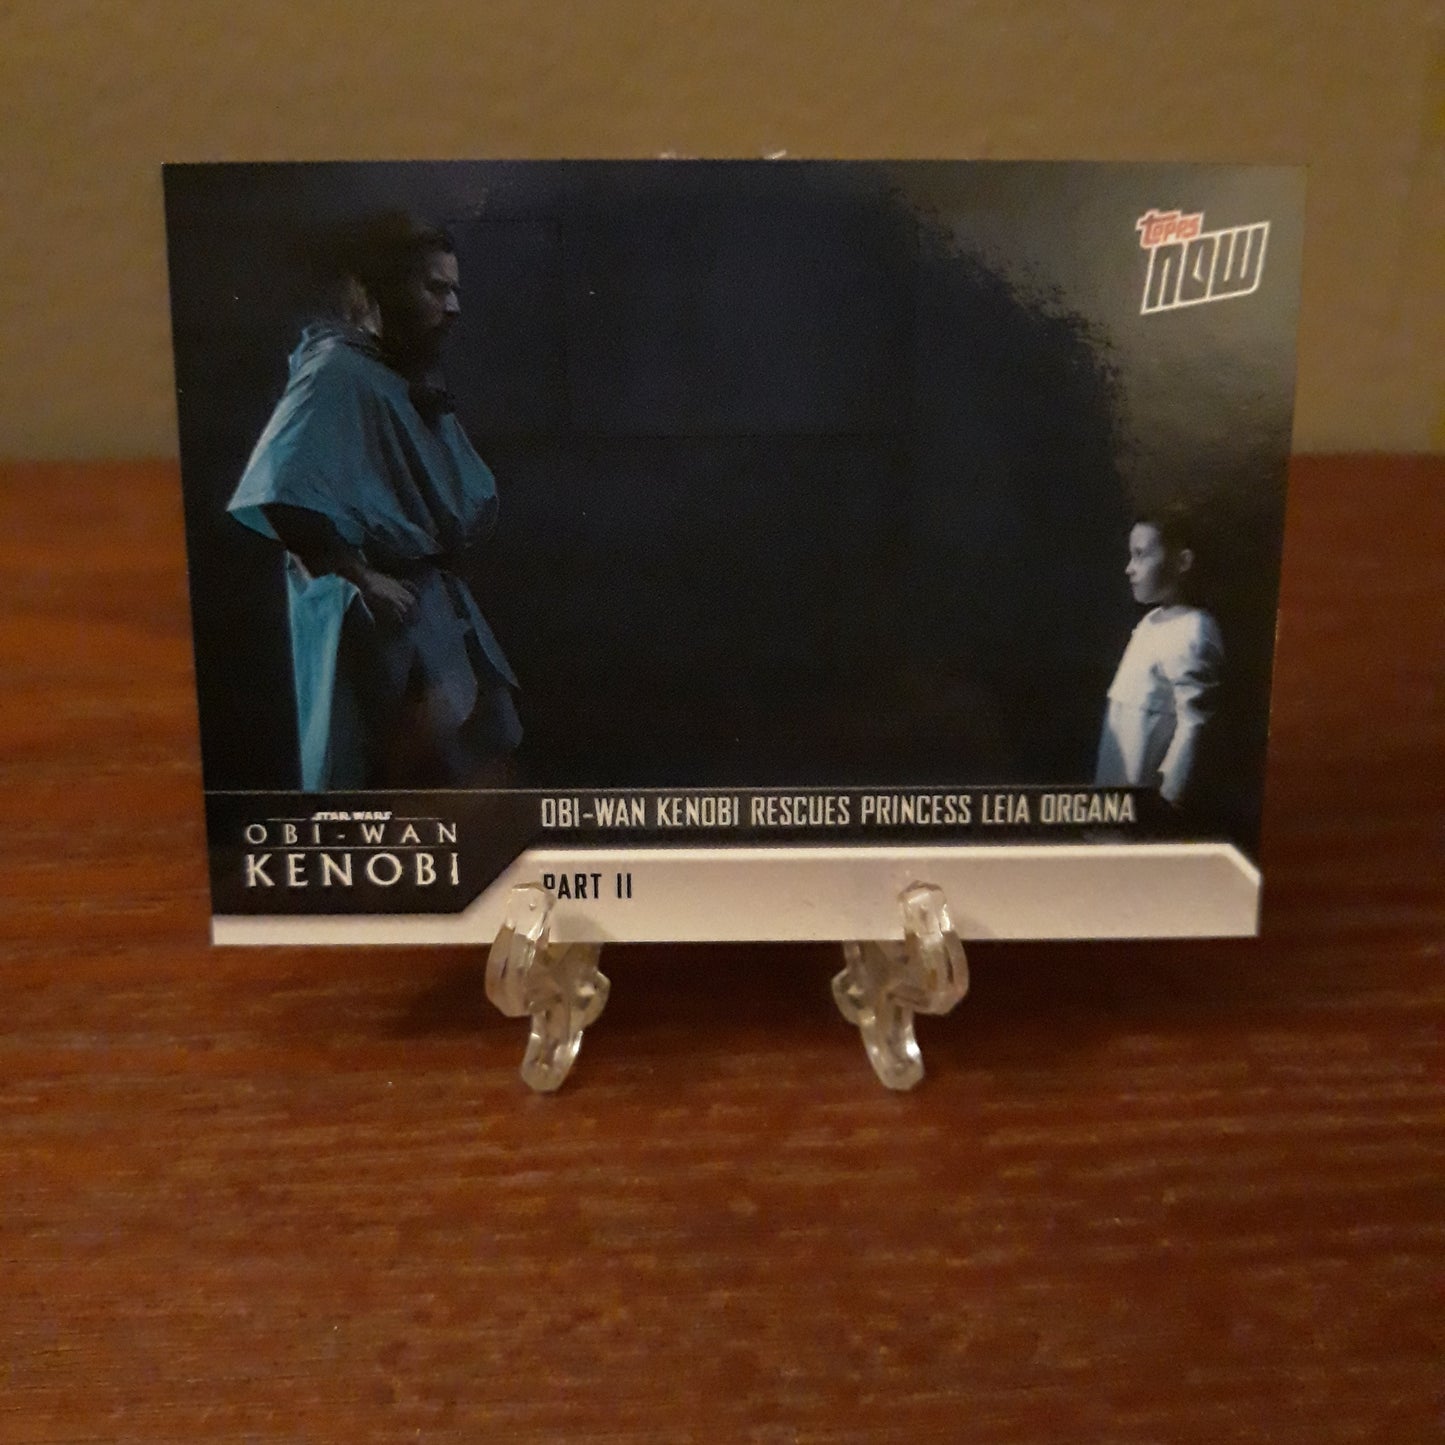 topps
NOW
OBI-WAN KENOBI RESCUES PRINCESS LEIA ORGANA
STAR WARS
OBI-WAN
KENOBI
PART II